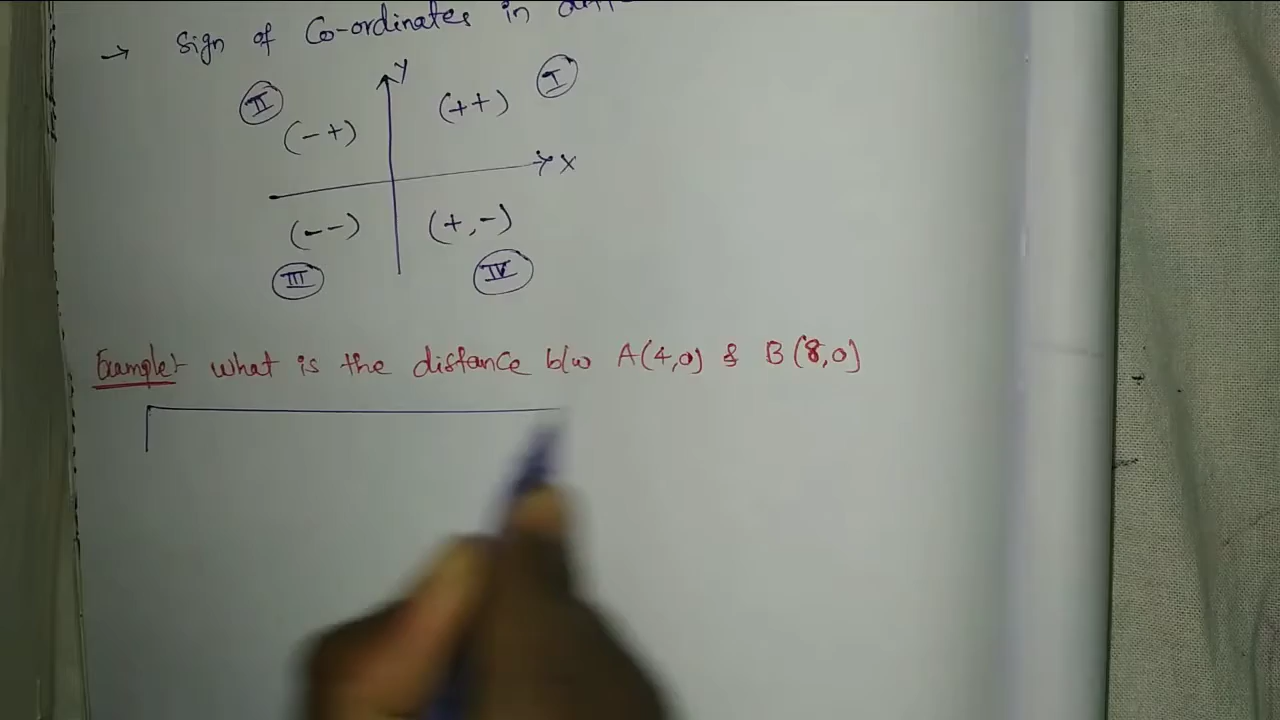 → Sign of Co-ordinates in
II y (++) I
(-+)
x
(--) (+,-)
III IV
Example:- what is the distance b/w A(4,0) & B(8,0)